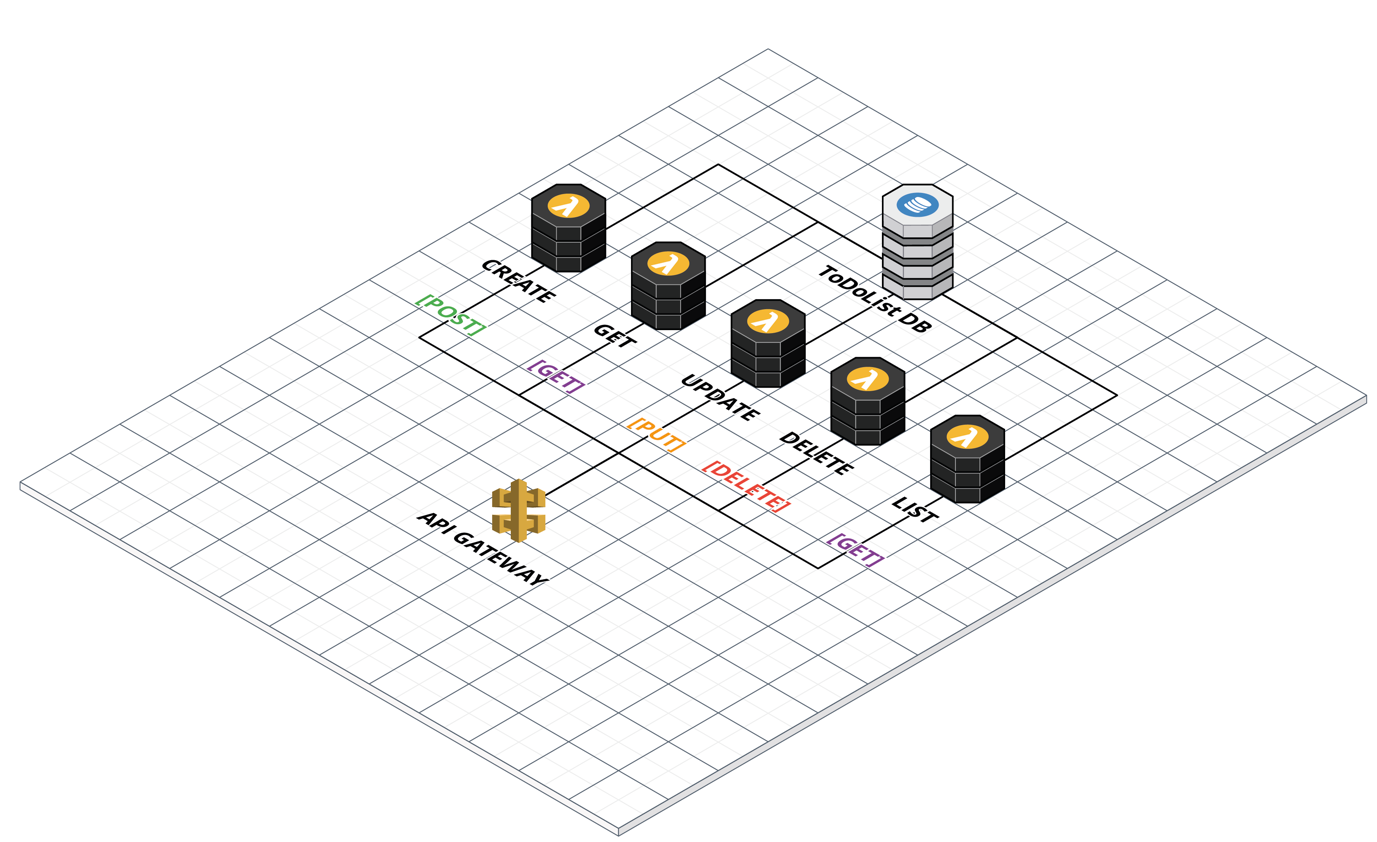 CREATE
[POST]
GET
[GET]
ToDoList DB
UPDATE
[PUT]
DELETE
[DELETE]
LIST
[GET]
API GATEWAY